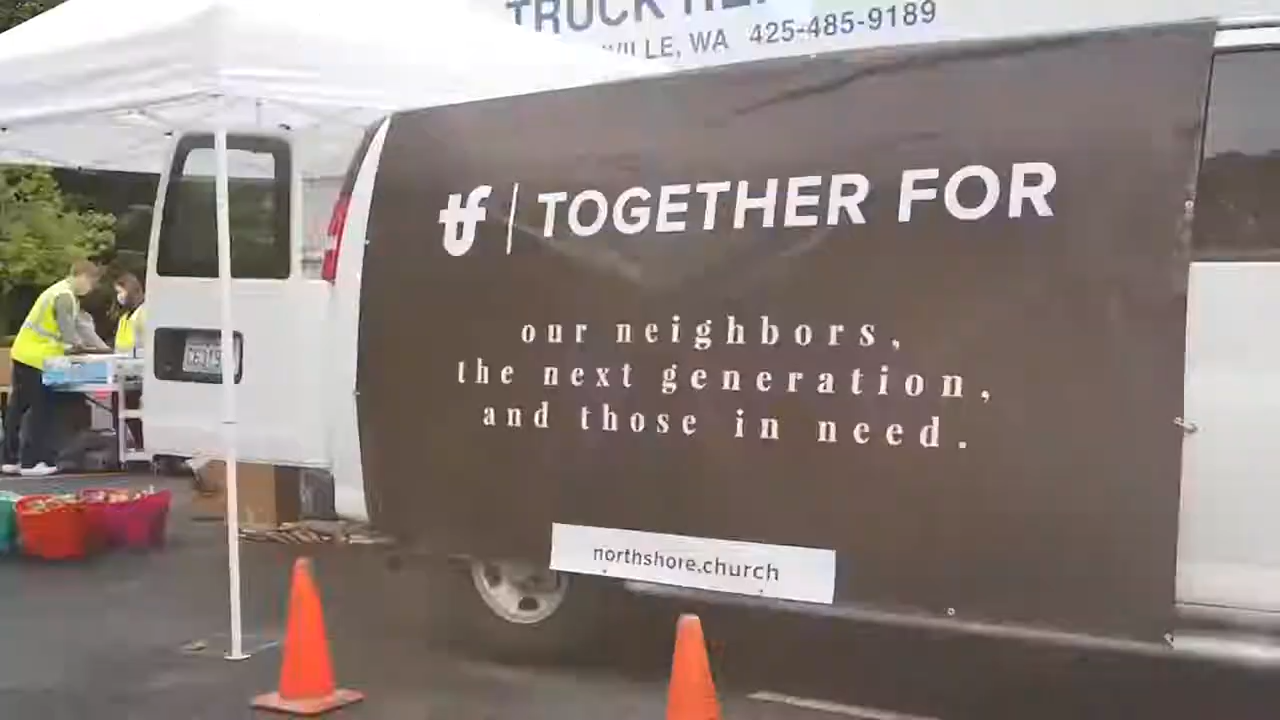 TRUCK
WA 425-485-9189
tf | TOGETHER FOR
our neighbors,
the next generation,
and those in need.
northshore.church